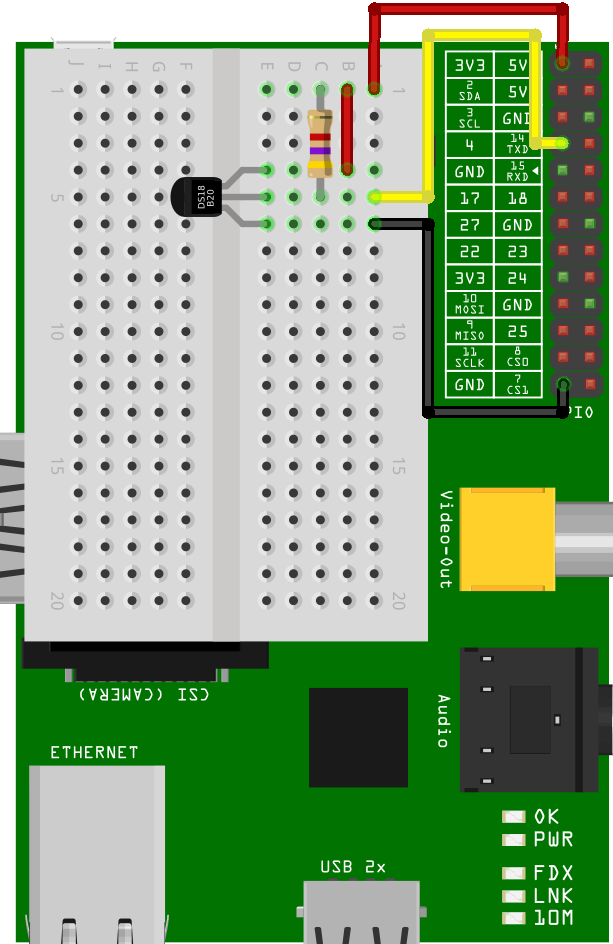 J I H G F E D C B
1 1
5
10 10
15 15
20 20
DS18
B20
3V3 5V
2 SDA 5V
3 SCL GND
4 14 TXD
GND 15 RXD
17 18
27 GND
22 23
3V3 24
10 MOSI GND
9 MISO 25
11 SCLK 8 CS0
GND 7 CS1
PIO
Video-Out
CSI (CAMERA)
Audio
ETHERNET
OK
PWR
USB 2x
FDX
LNK
10M